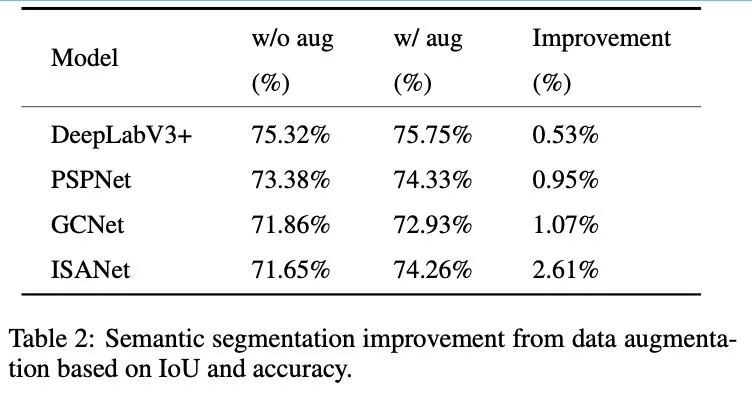 Model w/o aug w/ aug Improvement
(%) (%) (%)
DeepLabV3+ 75.32% 75.75% 0.53%
PSPNet 73.38% 74.33% 0.95%
GCNet 71.86% 72.93% 1.07%
ISANet 71.65% 74.26% 2.61%
Table 2: Semantic segmentation improvement from data augmenta-
tion based on IoU and accuracy.